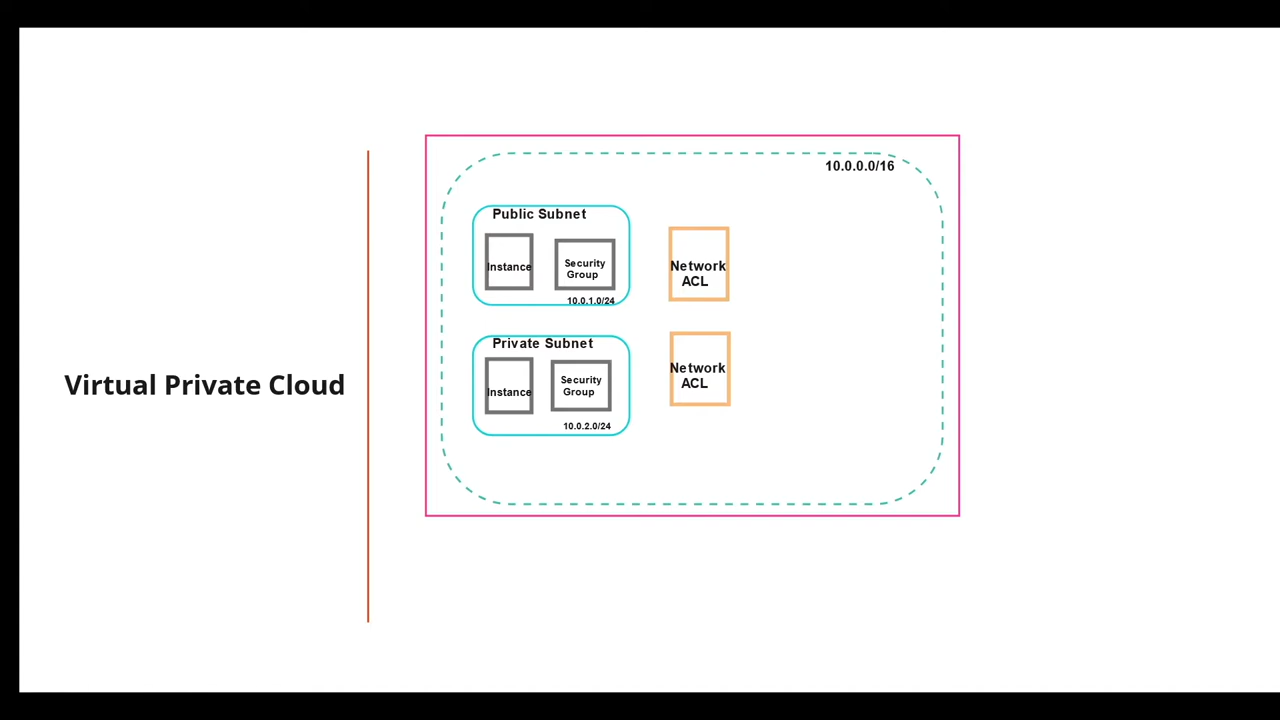 Virtual Private Cloud
10.0.0.0/16
Public Subnet
Instance
Security
Group
10.0.1.0/24
Network
ACL
Private Subnet
Instance
Security
Group
10.0.2.0/24
Network
ACL